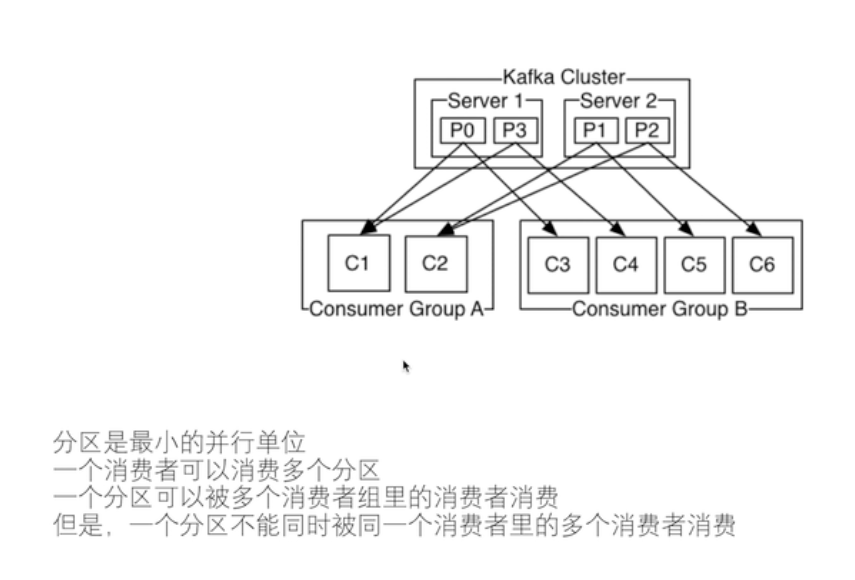 Kafka Cluster
Server 1 Server 2
P0 P3 P1 P2
C1 C2 C3 C4 C5 C6
Consumer Group A Consumer Group B
分区是最小的并行单位
一个消费者可以消费多个分区
一个分区可以被多个消费者组里的消费者消费
但是，一个分区不能同时被同一个消费者里的多个消费者消费